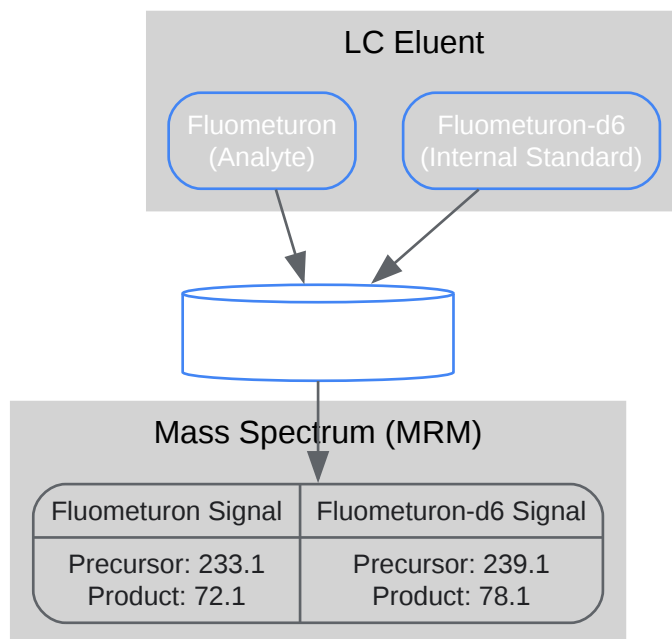 LC Eluent
Fluometuron
(Analyte)
Fluometuron-d6
(Internal Standard)
Mass Spectrum (MRM)
Fluometuron Signal
Fluometuron-d6 Signal
Precursor: 233.1
Product: 72.1
Precursor: 239.1
Product: 78.1